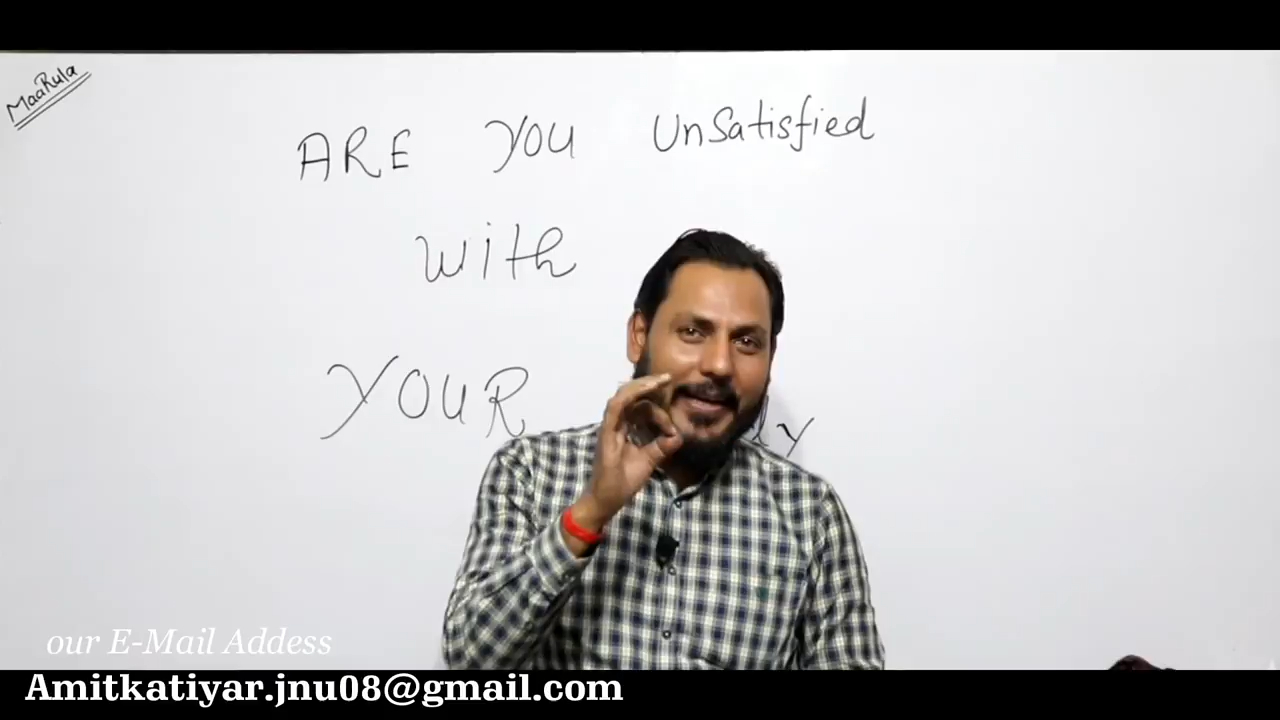 MaaRula
ARE YOU UnSatisfied
with
YOUR
our E-Mail Addess
Amitkatiyar.jnu08@gmail.com